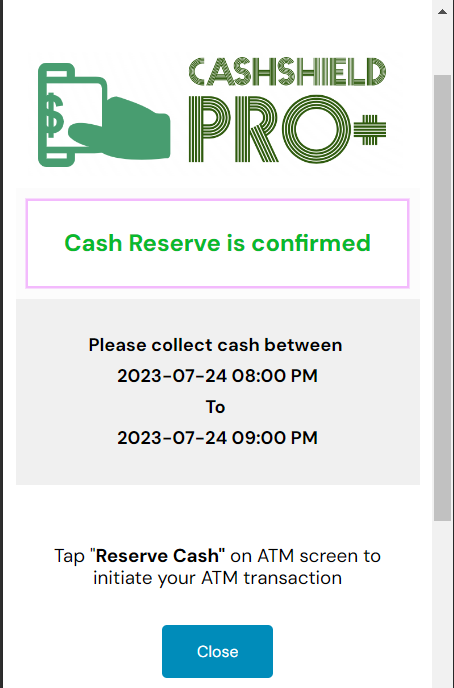 $
CASHSHIELD
PRO+
Cash Reserve is confirmed
Please collect cash between
2023-07-24 08:00 PM
To
2023-07-24 09:00 PM
Tap "Reserve Cash" on ATM screen to
initiate your ATM transaction
Close